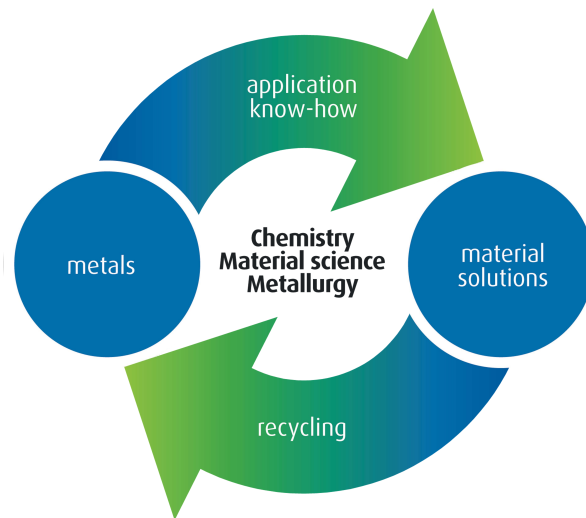 application
know-how
metals
Chemistry
Material science
Metallurgy
material
solutions
recycling